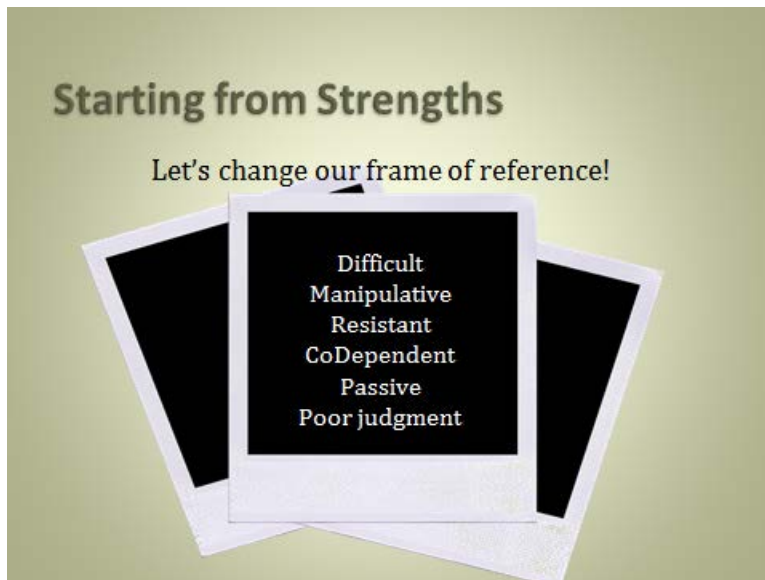 Starting from Strengths
Let's change our frame of reference!
Difficult
Manipulative
Resistant
CoDependent
Passive
Poor judgment